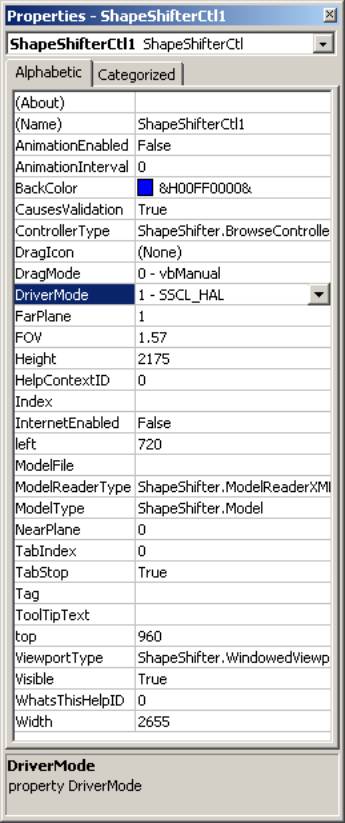 Properties - ShapeShifterCtl1
ShapeShifterCtl1 ShapeShifterCtl
Alphabetic Categorized
(About)
(Name) ShapeShifterCtl1
AnimationEnabled False
AnimationInterval 0
BackColor &H00FF0000&
CausesValidation True
ControllerType ShapeShifter.BrowseControlle
DragIcon (None)
DragMode 0 - vbManual
DriverMode 1 - SSCL_HAL
FarPlane 1
FOV 1.57
Height 2175
HelpContextID 0
Index
InternetEnabled False
left 720
ModelFile
ModelReaderType ShapeShifter.ModelReaderXMl
ModelType ShapeShifter.Model
NearPlane 0
TabIndex 0
TabStop True
Tag
ToolTipText
top 960
ViewportType ShapeShifter.WindowedViewp
Visible True
WhatsThisHelpID 0
Width 2655
DriverMode
property DriverMode